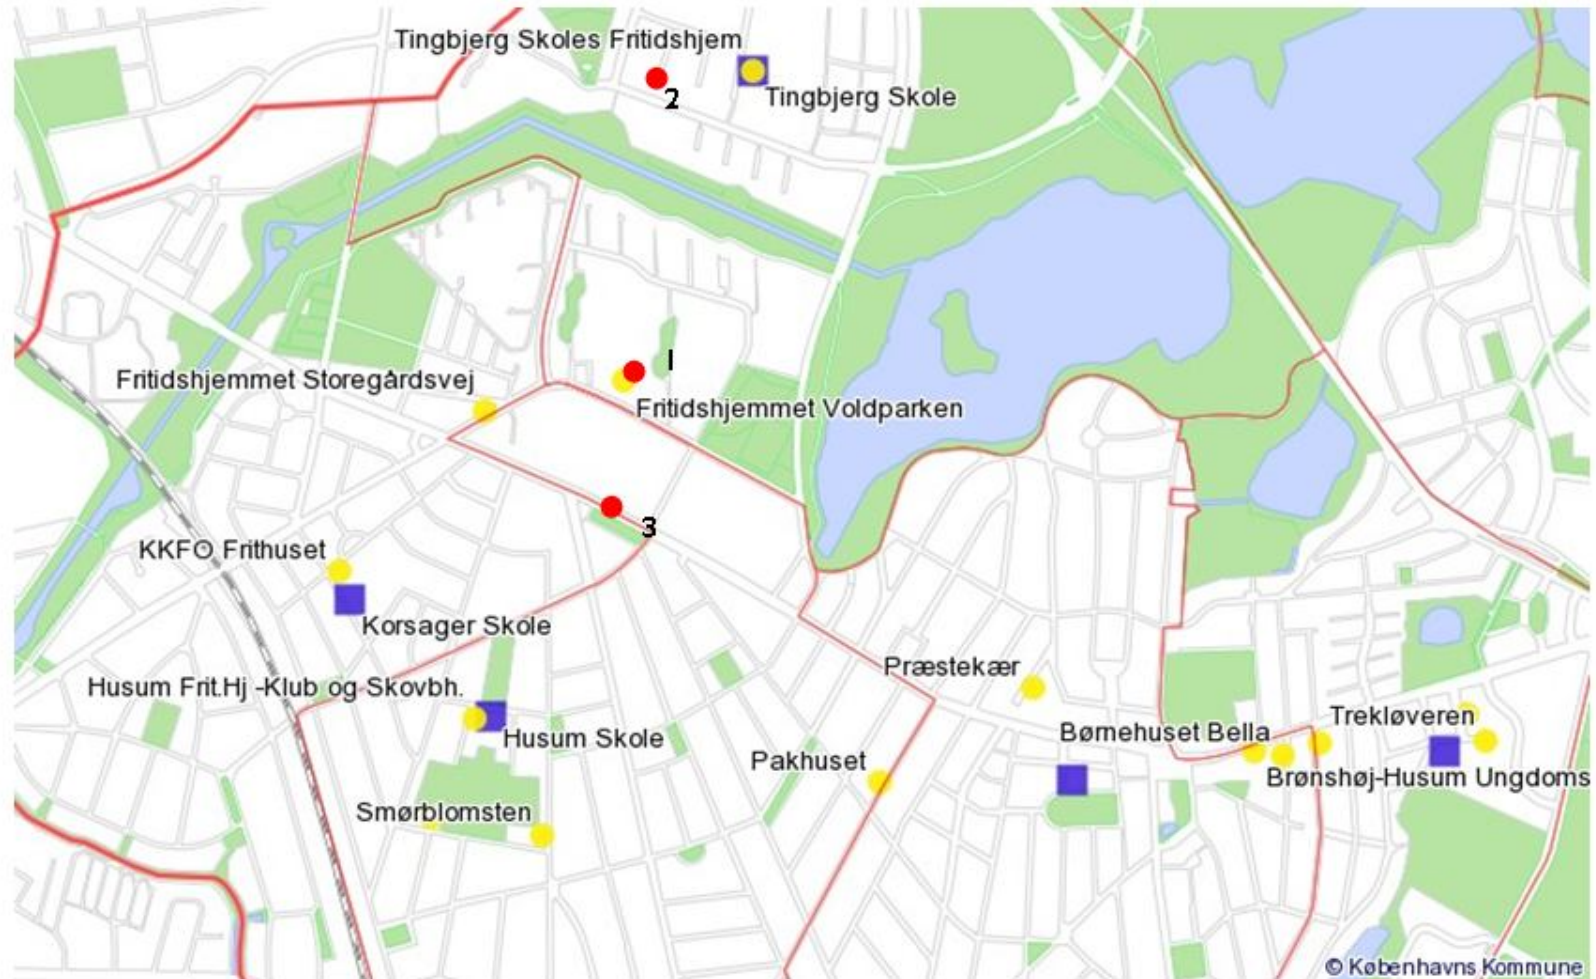 Tingbjerg Skoles Fritidshjem
2
Tingbjerg Skole
1
Fritidshjemmet Storegårdsvej
Fritidshjemmet Voldparken
3
KKFO Frithuset
Korsager Skole
Præstekær
Husum Frit.Hj -Klub og Skovbh.
Husum Skole
Trekløveren
Børnehuset Bella
Pakhuset
Brønshøj-Husum Ungdoms
Smørblomsten
© Københavns Kommune